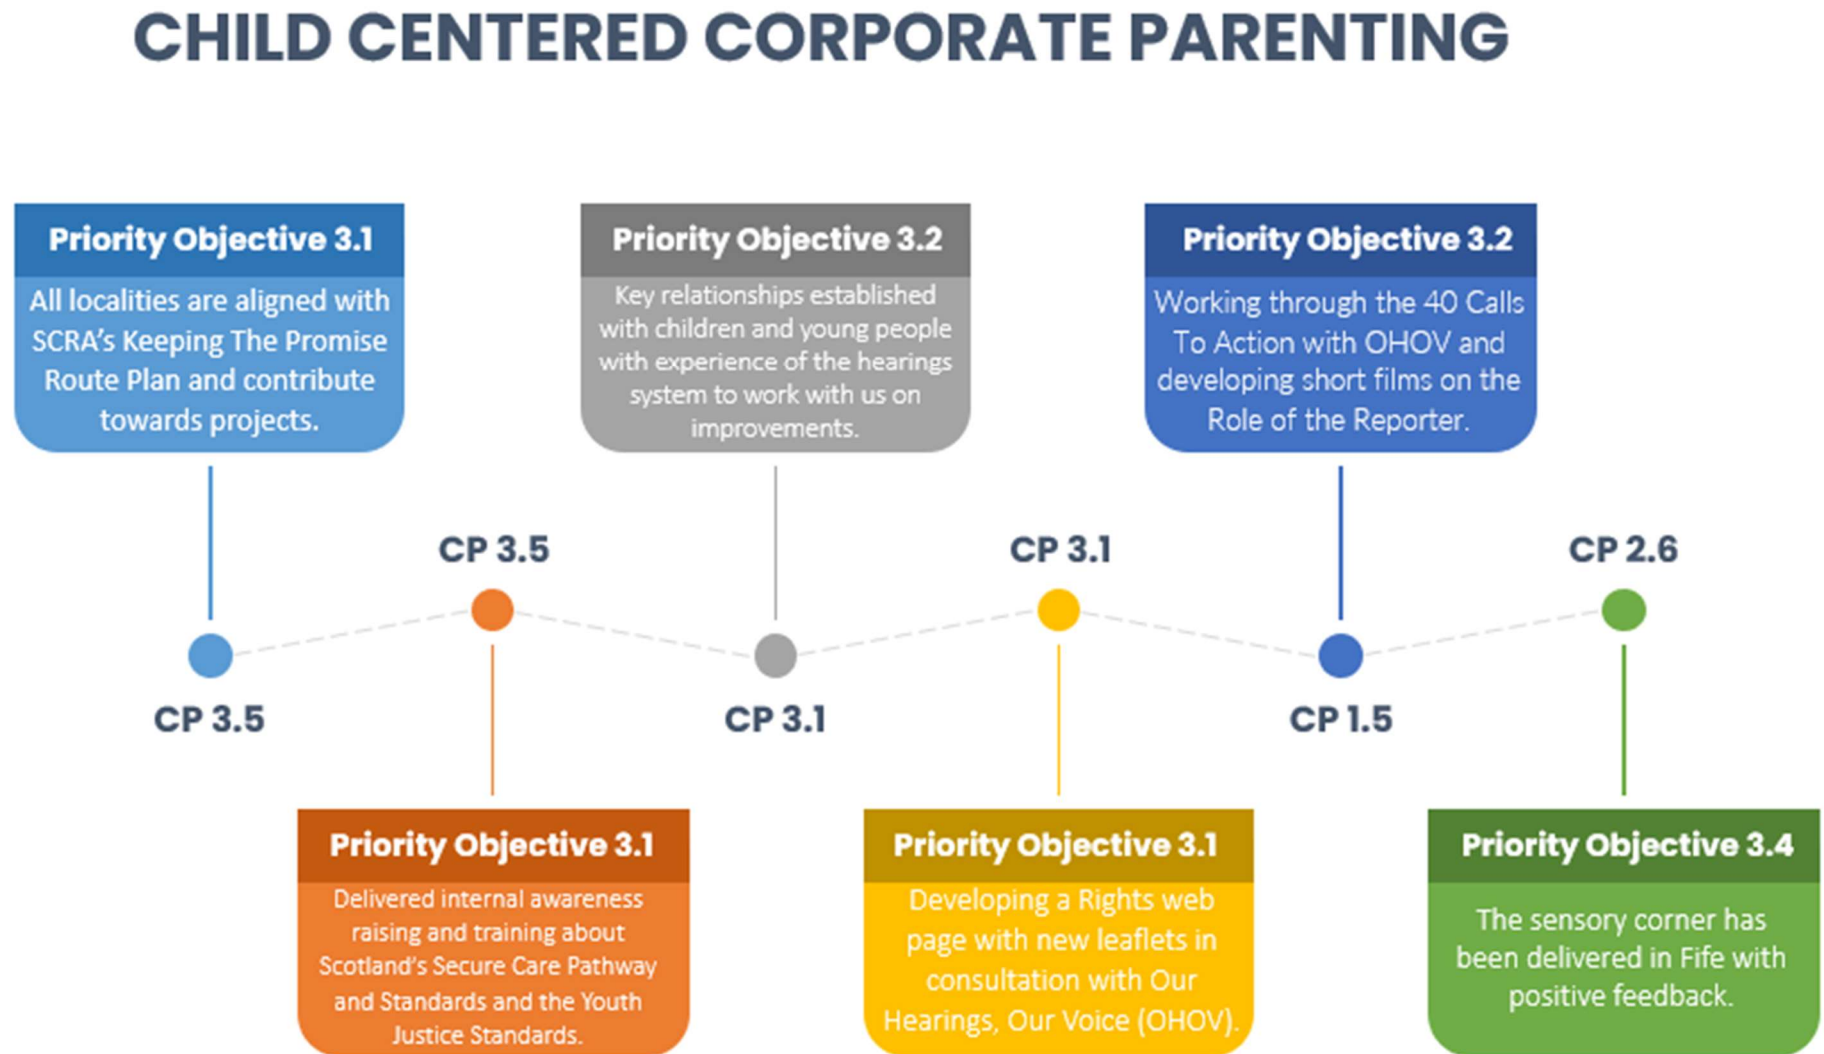 CHILD CENTERED CORPORATE PARENTING
Priority Objective 3.1
All localities are aligned with
SCRA's Keeping The Promise
Route Plan and contribute
towards projects.
Priority Objective 3.2
Key relationships established
with children and young people
with experience of the hearings
system to work with us on
improvements.
Priority Objective 3.2
Working through the 40 Calls
To Action with OHOV and
developing short films on the
Role of the Reporter.
CP 3.5
CP 3.1
CP 2.6
CP 3.5
CP 3.1
CP 1.5
Priority Objective 3.1
Delivered internal awareness
raising and training about
Scotland's Secure Care Pathway
and Standards and the Youth
Justice Standards.
Priority Objective 3.1
Developing a Rights web
page with new leaflets in
consultation with Our
Hearings, Our Voice (OHOV).
Priority Objective 3.4
The sensory corner has
been delivered in Fife with
positive feedback.